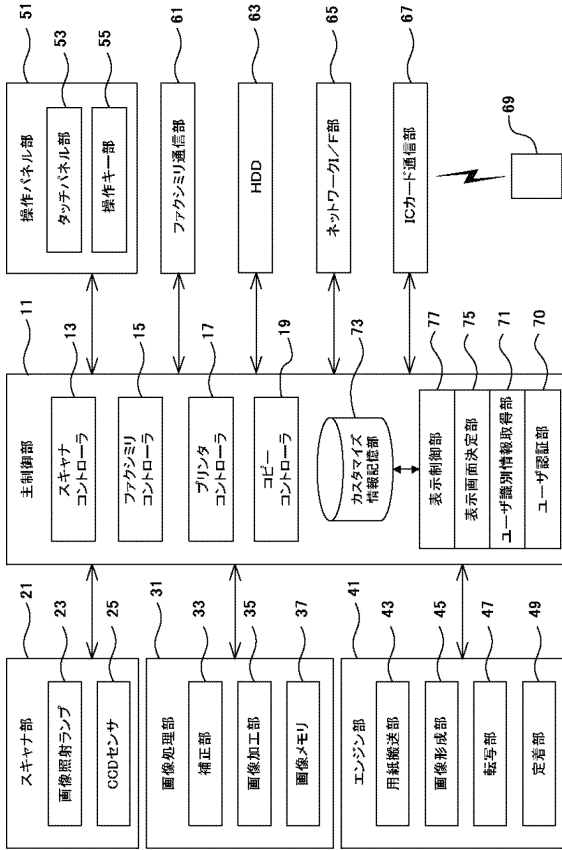 スキャナ部
21
画像照射ランプ
23
CCDセンサ
25
画像処理部
31
補正部
33
画像加工部
35
画像メモリ
37
エンジン部
41
用紙搬送部
43
画像形成部
45
転写部
47
定着部
49
主制御部
11
スキャナ
コントローラ
13
ファクシミリ
コントローラ
15
プリンタ
コントローラ
17
コピー
コントローラ
19
カスタマイズ
情報記憶部
73
表示制御部
77
表示画面決定部
75
ユーザ識別情報取得部
71
ユーザ認証部
70
操作パネル部
51
タッチパネル部
53
操作キー部
55
ファクシミリ通信部
61
HDD
63
ネットワークI/F部
65
ICカード通信部
67
69